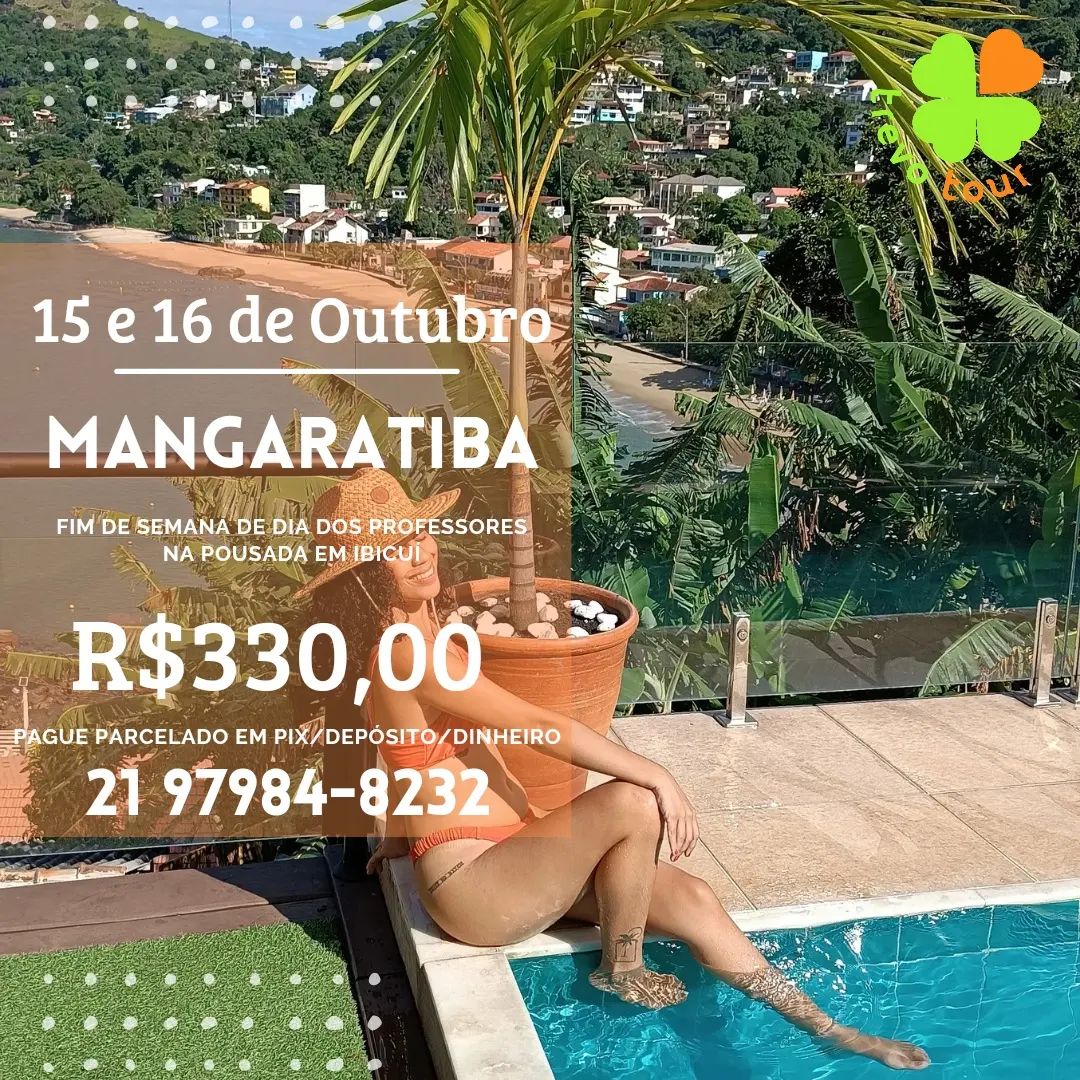 trevo
tour
15 e 16 de Outubro
MANGARATIBA
FIM DE SEMANA DE DIA DOS PROFESSORES
NA POUSADA EM IBICUÍ
R$330,00
PAGUE PARCELADO EM PIX/DEPÓSITO/DINHEIRO
21 97984-8232